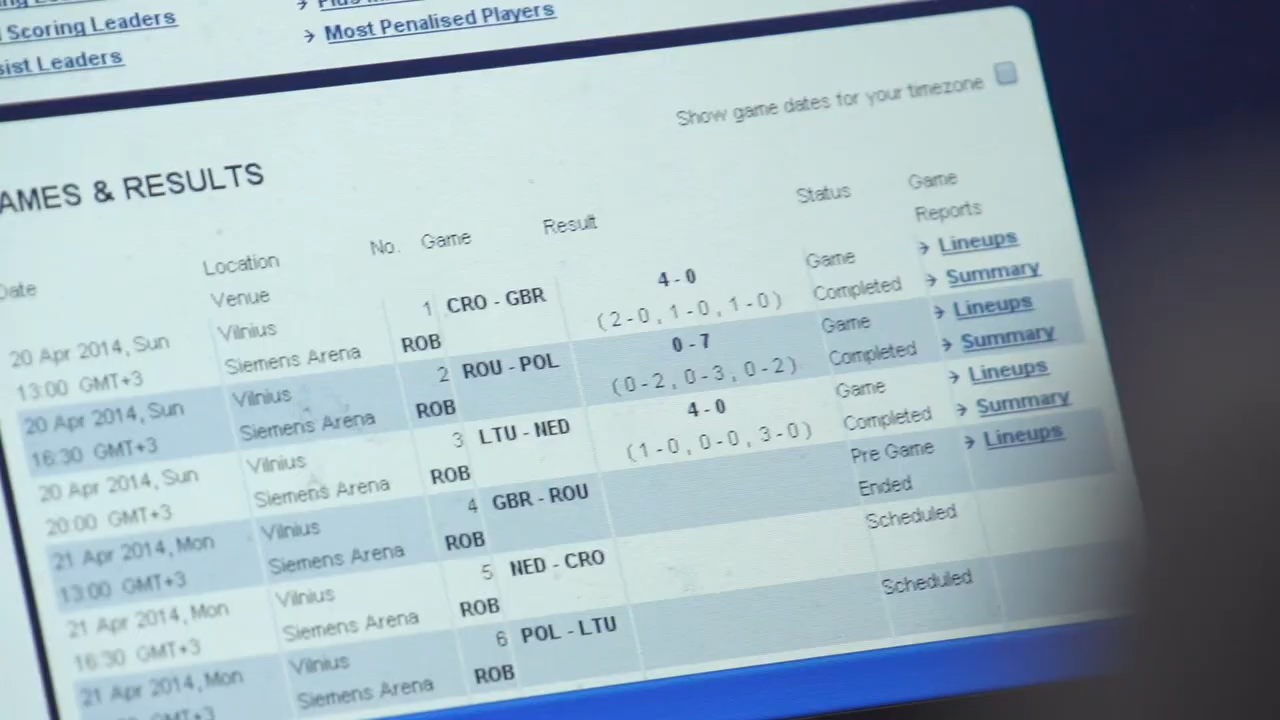 Scoring Leaders
Most Penalised Players
Leaders
Show game dates for your timezone
& RESULTS
Location Venue No. Game Result Status Game Reports
20 Apr 2014, Sun 13:00 GMT+3 Vilnius Siemens Arena 1 CRO - GBR ROB 4 - 0 (2-0, 1-0, 1-0) Game Completed Lineups Summary
20 Apr 2014, Sun 16:30 GMT+3 Vilnius Siemens Arena 2 ROU - POL ROB 0 - 7 (0-2, 0-3, 0-2) Game Completed Lineups Summary
20 Apr 2014, Sun 20:00 GMT+3 Vilnius Siemens Arena 3 LTU - NED ROB 4 - 0 (1-0, 0-0, 3-0) Game Completed Lineups Summary
21 Apr 2014, Mon 13:00 GMT+3 Vilnius Siemens Arena 4 GBR - ROU ROB Pre Game Ended Lineups
21 Apr 2014, Mon 16:30 GMT+3 Vilnius Siemens Arena 5 NED - CRO ROB Scheduled
21 Apr 2014, Mon GMT+3 Vilnius Siemens Arena 6 POL - LTU ROB Scheduled